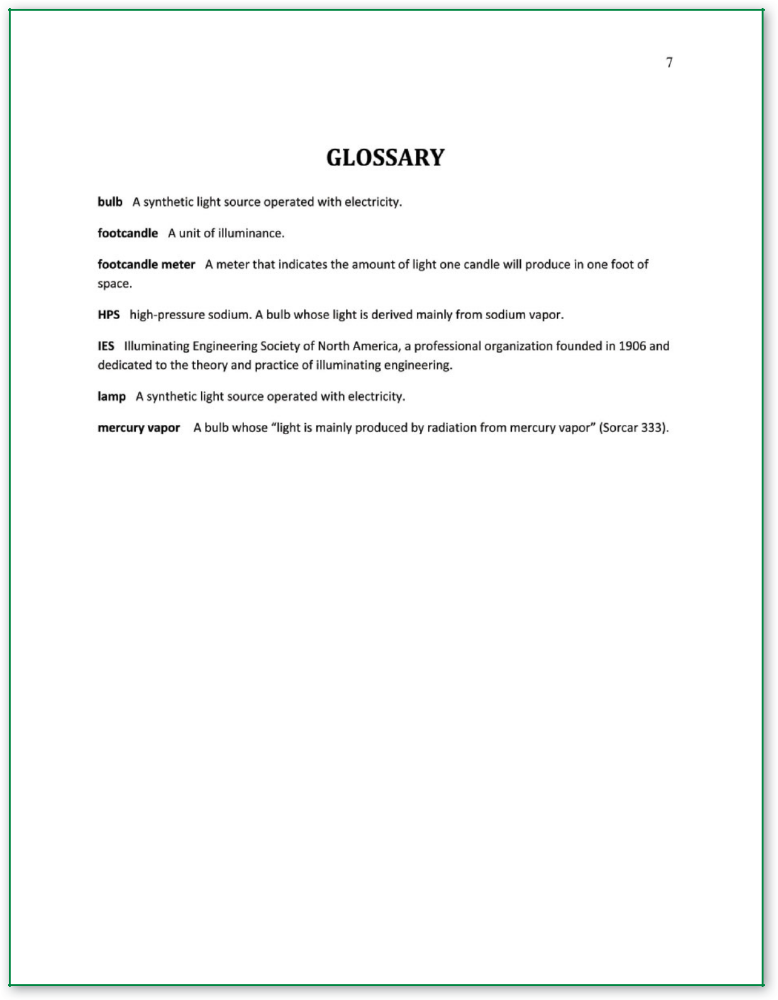 7
GLOSSARY
bulb A synthetic light source operated with electricity.
footcandle A unit of illuminance.
footcandle meter A meter that indicates the amount of light one candle will produce in one foot of
space.
HPS high-pressure sodium. A bulb whose light is derived mainly from sodium vapor.
IES Illuminating Engineering Society of North America, a professional organization founded in 1906 and
dedicated to the theory and practice of illuminating engineering.
lamp A synthetic light source operated with electricity.
mercury vapor A bulb whose “light is mainly produced by radiation from mercury vapor” (Sorcar 333).